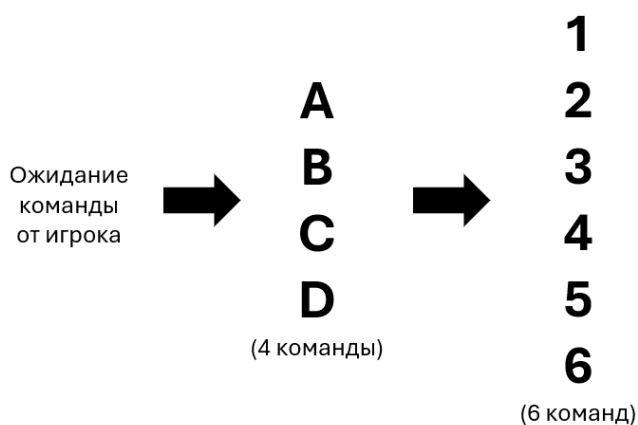 Ожидание
команды
от игрока
A
B
C
D
(4 команды)
1
2
3
4
5
6
(6 команд)